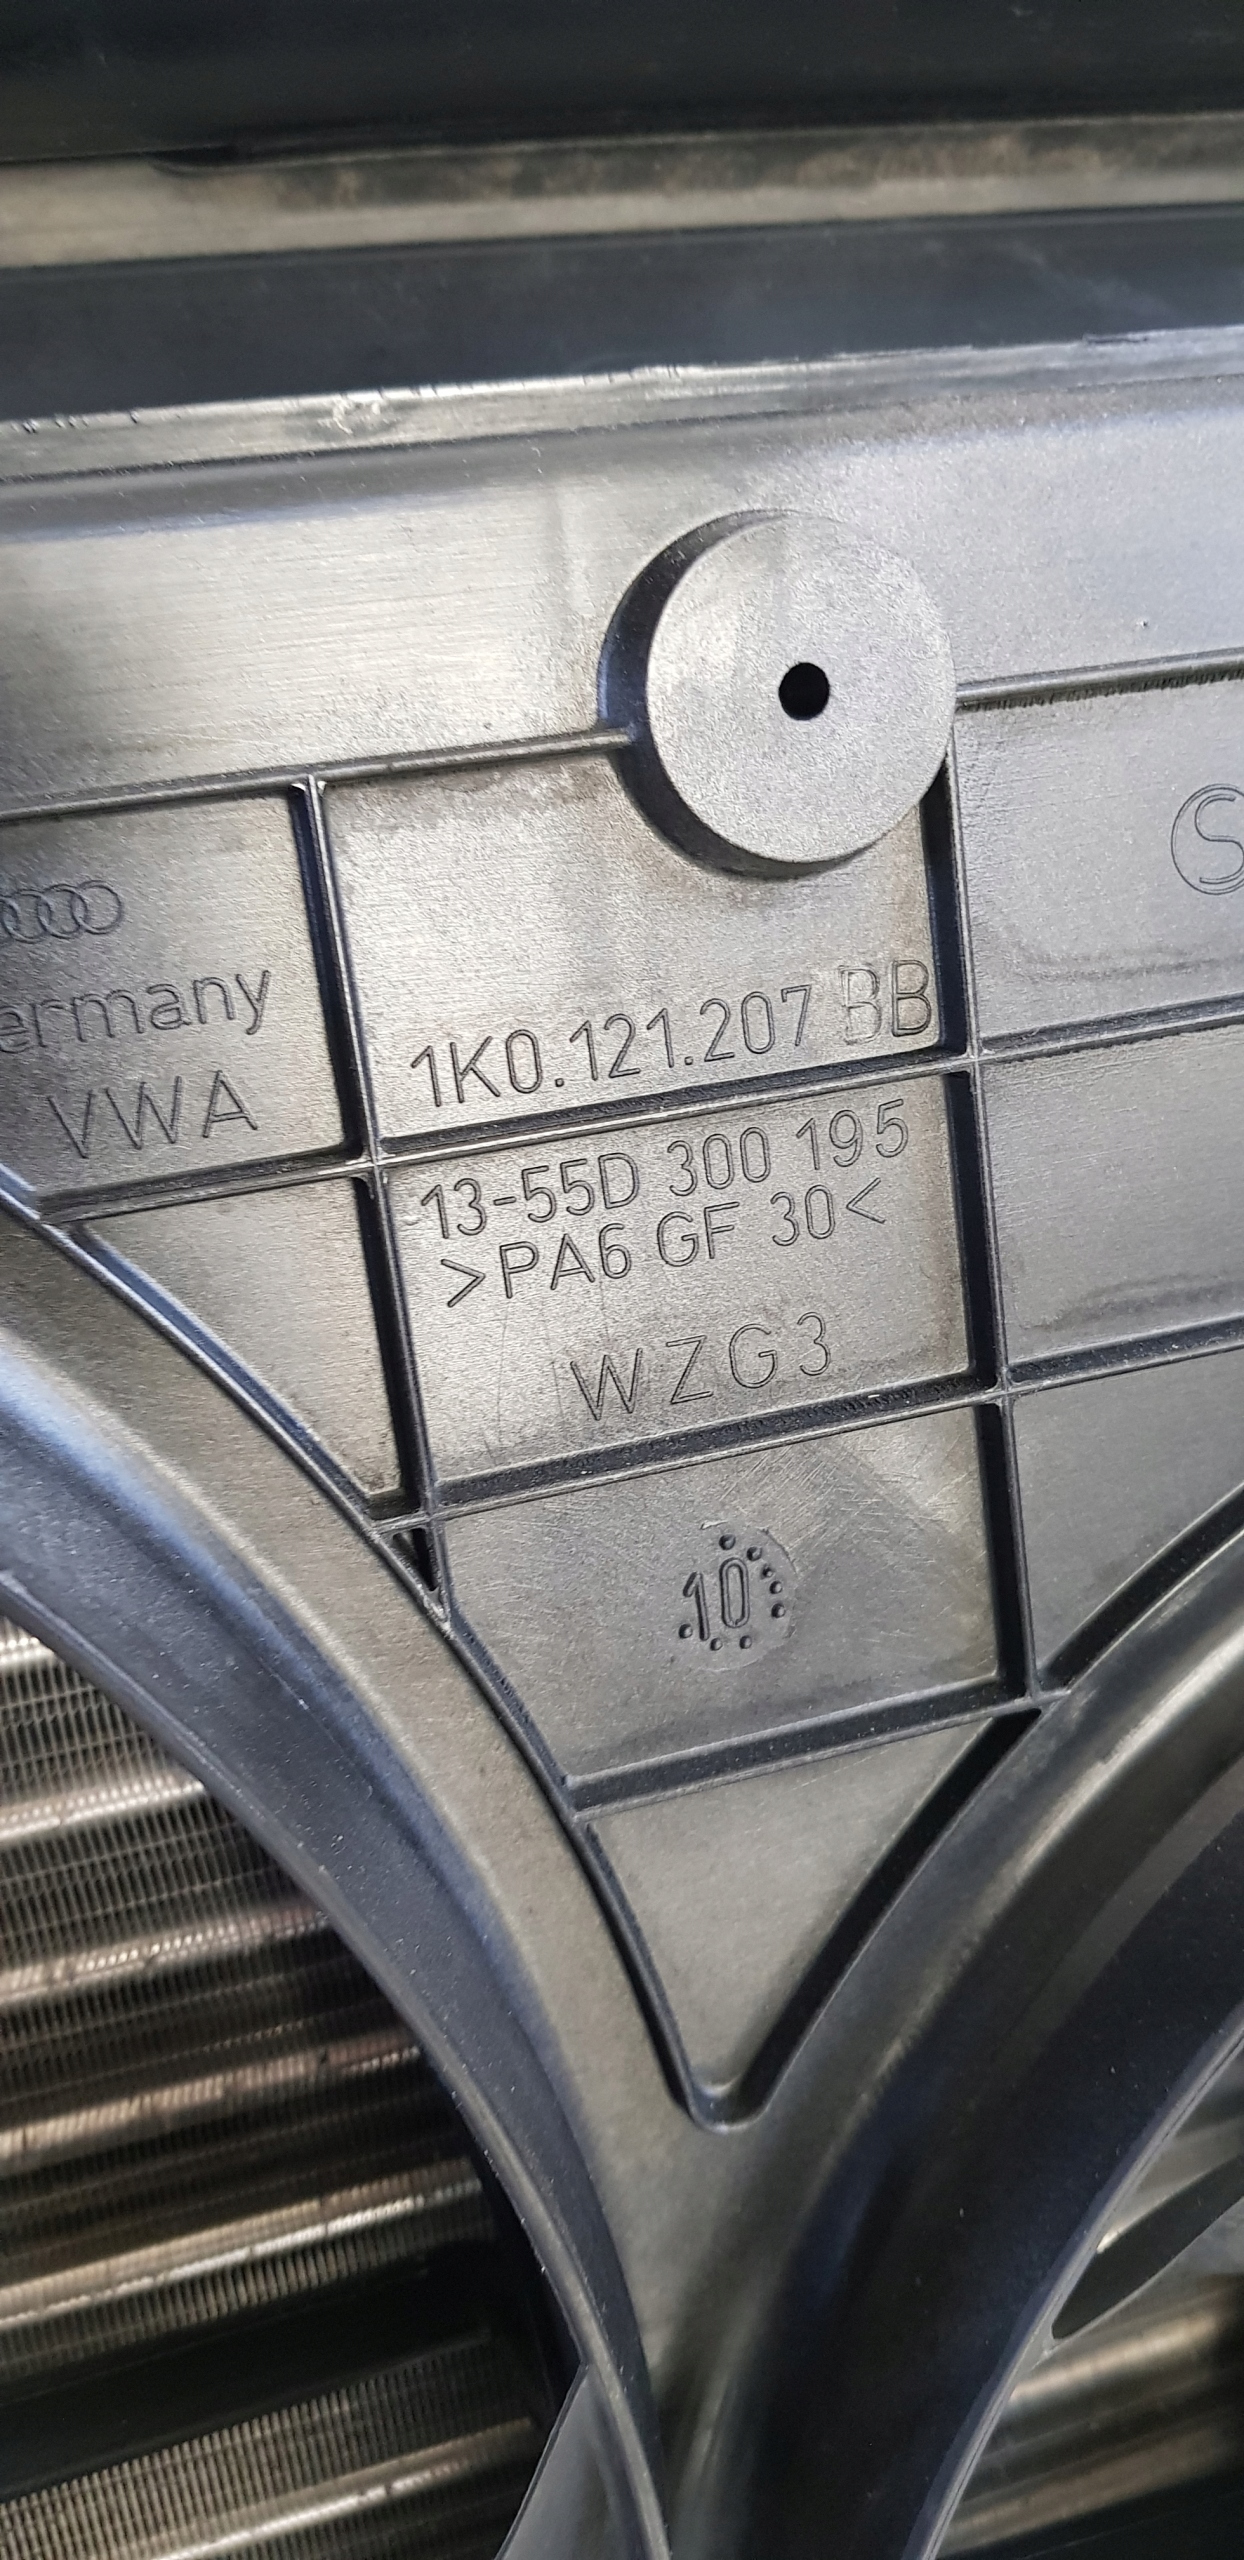 ermany
VWA
1K0.121.207 BB
13-55D 300 195
>PA6 GF 30<
WZG3
10
S